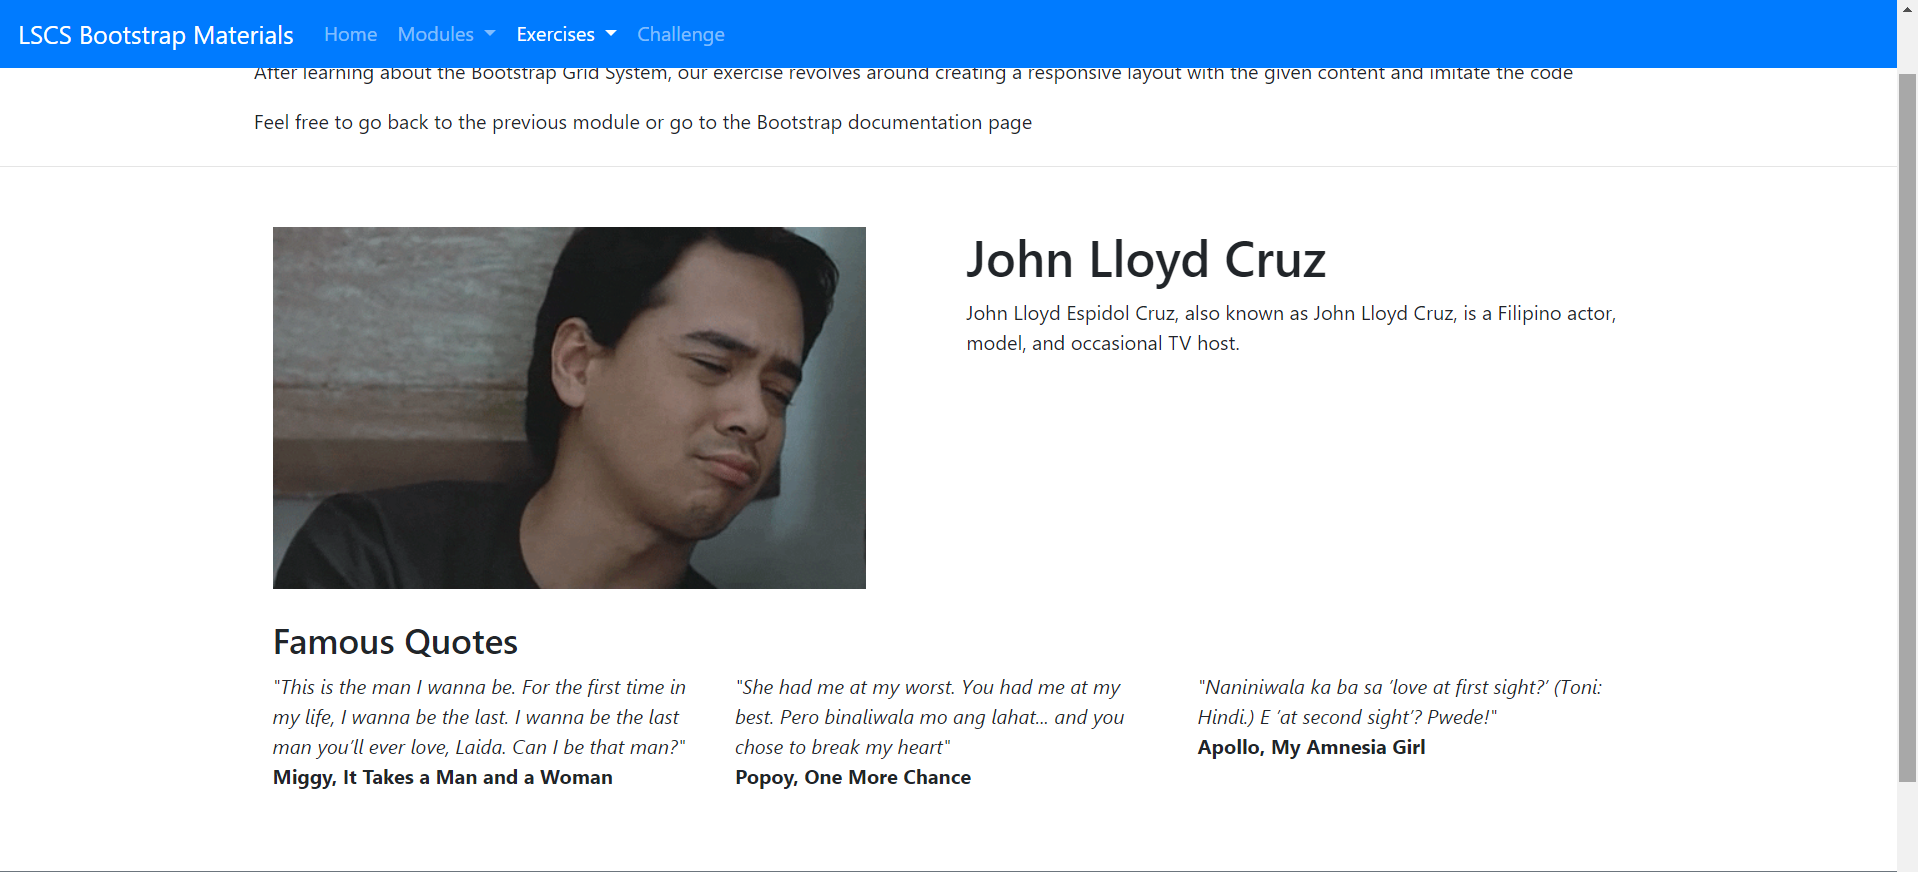 LSCS Bootstrap Materials Home Modules Exercises Challenge
After learning about the Bootstrap Grid System, our exercise revolves around creating a responsive layout with the given content and imitate the code
Feel free to go back to the previous module or go to the Bootstrap documentation page
John Lloyd Cruz
John Lloyd Espidol Cruz, also known as John Lloyd Cruz, is a Filipino actor,
model, and occasional TV host.
Famous Quotes
"This is the man I wanna be. For the first time in
my life, I wanna be the last. I wanna be the last
man you’ll ever love, Laida. Can I be that man?"
Miggy, It Takes a Man and a Woman
"She had me at my worst. You had me at my
best. Pero binaliwala mo ang lahat... and you
chose to break my heart"
Popoy, One More Chance
"Naniniwala ka ba sa ’love at first sight?’ (Toni:
Hindi.) E ’at second sight’? Pwede!"
Apollo, My Amnesia Girl